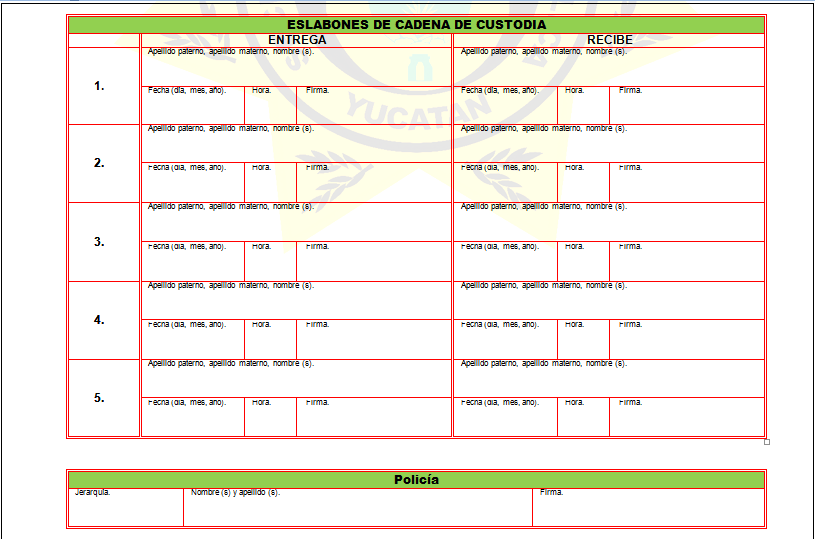 ESLABONES DE CADENA DE CUSTODIA
ENTREGA RECIBE
Apellido paterno, apellido materno, nombre (s). Apellido paterno, apellido materno, nombre (s).
1.
Fecha (día, mes, año). Hora. Firma. Fecha (día, mes, año). Hora. Firma.
YUCATAN
Apellido paterno, apellido materno, nombre (s). Apellido paterno, apellido materno, nombre (s).
2.
Fecha (día, mes, año). Hora. Firma. Fecha (día, mes, año). Hora. Firma.
Apellido paterno, apellido materno, nombre (s). Apellido paterno, apellido materno, nombre (s).
3.
Fecha (día, mes, año). Hora. Firma. Fecha (día, mes, año). Hora. Firma.
Apellido paterno, apellido materno, nombre (s). Apellido paterno, apellido materno, nombre (s).
4.
Fecha (día, mes, año). Hora. Firma. Fecha (día, mes, año). Hora. Firma.
Apellido paterno, apellido materno, nombre (s). Apellido paterno, apellido materno, nombre (s).
5.
Fecha (día, mes, año). Hora. Firma. Fecha (día, mes, año). Hora. Firma.
Policía
Jerarquía. Nombre (s) y apellido (s). Firma.